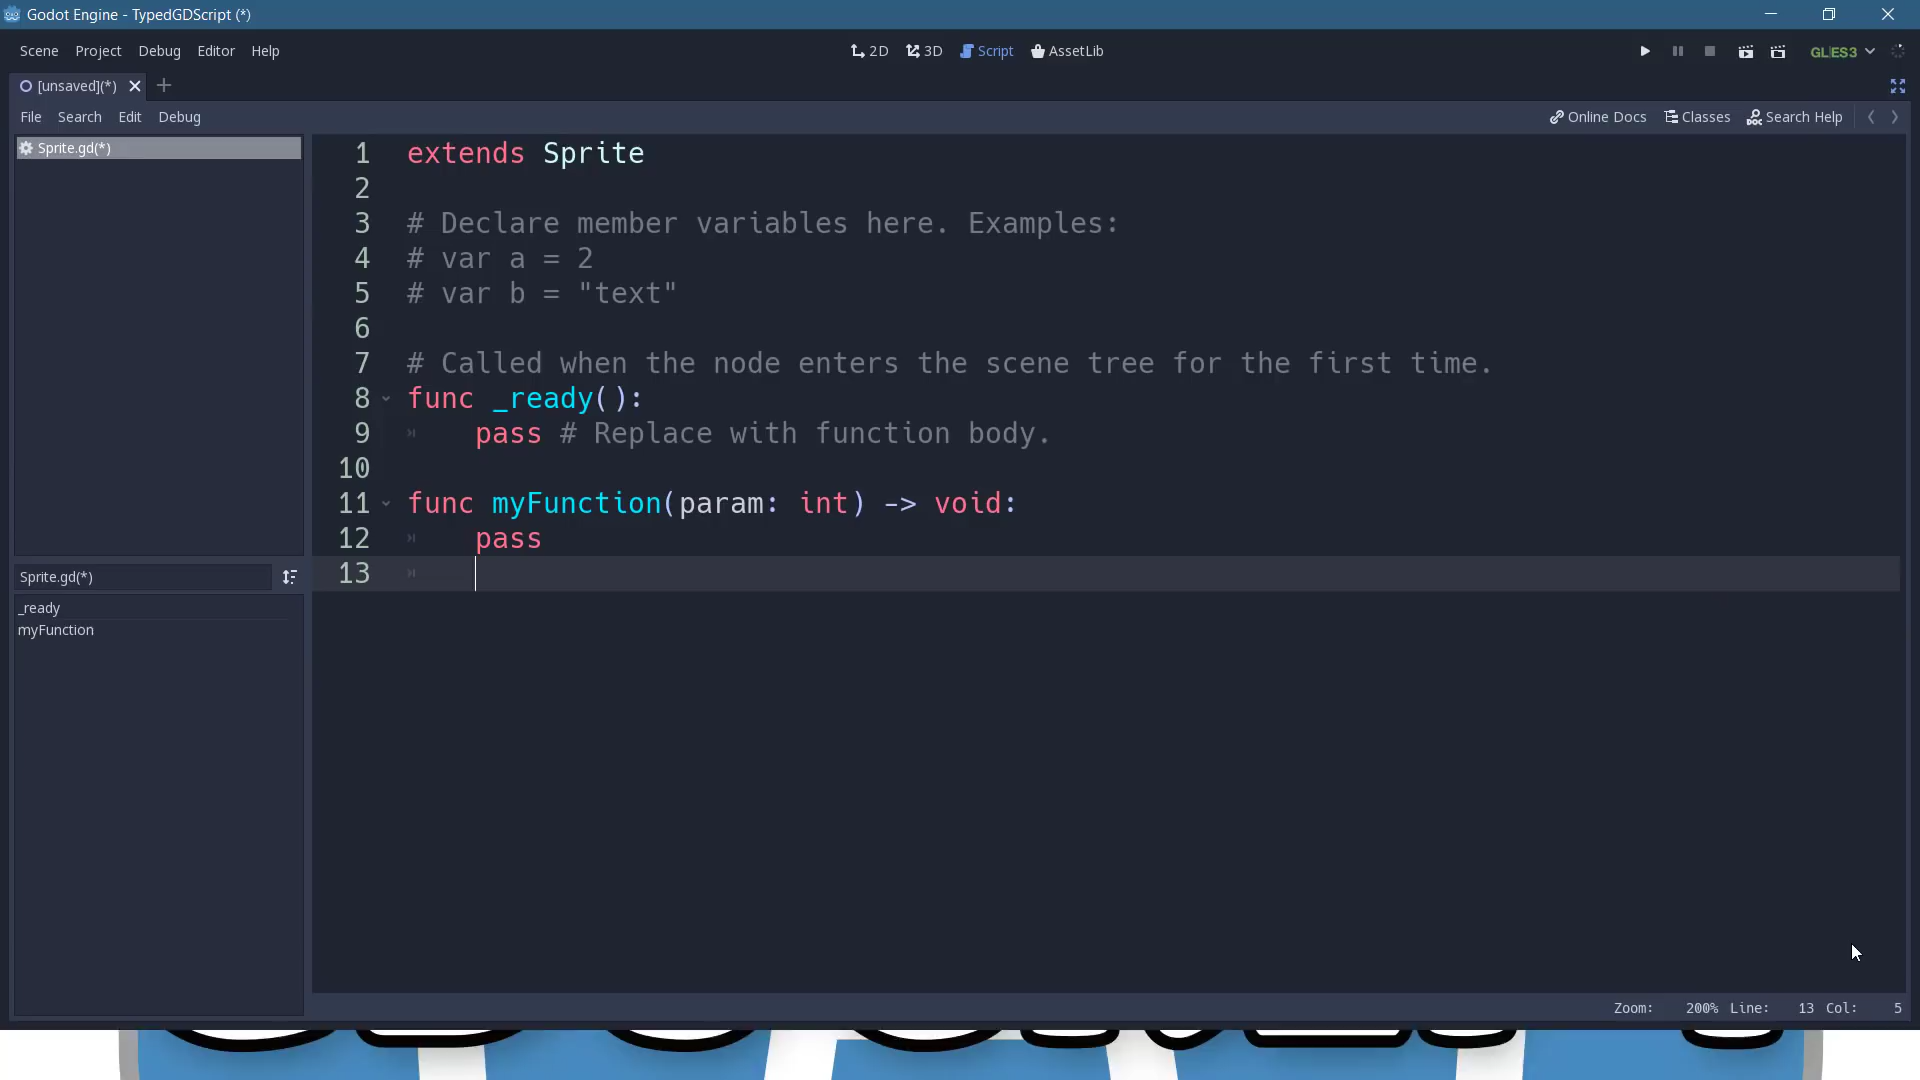 Godot Engine - TypedGDScript (*)
Scene Project Debug Editor Help
2D 3D Script AssetLib
GLES3
[unsaved](*)
File Search Edit Debug
Online Docs Classes Search Help
Sprite.gd(*)
1 extends Sprite
2
3 # Declare member variables here. Examples:
4 # var a = 2
5 # var b = "text"
6
7 # Called when the node enters the scene tree for the first time.
8 func _ready():
9 pass # Replace with function body.
10
11 func myFunction(param: int) -> void:
12 pass
13
Sprite.gd(*)
_ready
myFunction
Zoom: 200% Line: 13 Col: 5